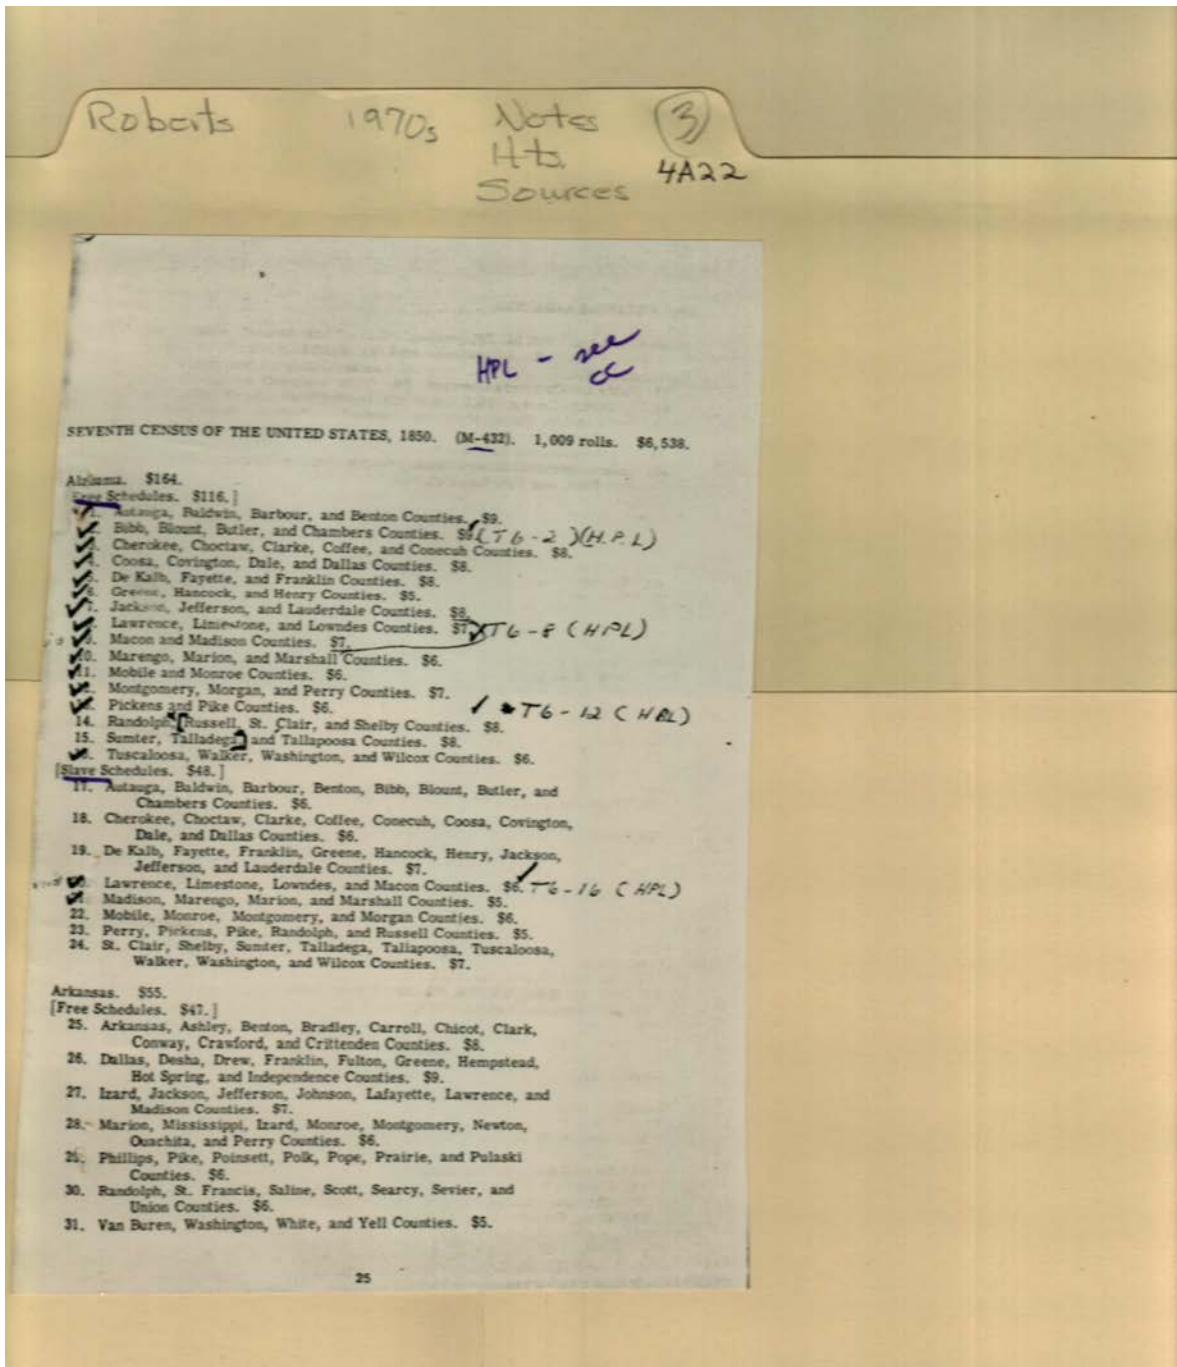 Roberts 1970s Notes 3
Hts.
4A22
Sources
HPL - see
cc
SEVENTH CENSUS OF THE UNITED STATES, 1850. (M-432). 1,009 rolls. $6,538.
Alabama. $164.
[Free Schedules. $116.]
1. Autauga, Baldwin, Barbour, and Benton Counties. $9.
2. Bibb, Blount, Butler, and Chambers Counties. $9. (T6-2)(H.P.L)
3. Cherokee, Choctaw, Clarke, Coffee, and Conecuh Counties. $8.
4. Coosa, Covington, Dale, and Dallas Counties. $8.
5. De Kalb, Fayette, and Franklin Counties. $8.
6. Greene, Hancock, and Henry Counties. $5.
7. Jackson, Jefferson, and Lauderdale Counties. $8.
8. Lawrence, Limestone, and Lowndes Counties. $7. T6-8 (HPL)
9. Macon and Madison Counties. $7.
10. Marengo, Marion, and Marshall Counties. $6.
11. Mobile and Monroe Counties. $6.
12. Montgomery, Morgan, and Perry Counties. $7.
13. Pickens and Pike Counties. $6. ✓ T6-12 (HPL)
14. Randolph, [Russell, St. Clair, and Shelby Counties. $8.
15. Sumter, Talladega,] and Tallapoosa Counties. $8.
16. Tuscaloosa, Walker, Washington, and Wilcox Counties. $6.
[Slave Schedules. $48.]
17. Autauga, Baldwin, Barbour, Benton, Bibb, Blount, Butler, and
Chambers Counties. $6.
18. Cherokee, Choctaw, Clarke, Coffee, Conecuh, Coosa, Covington,
Dale, and Dallas Counties. $6.
19. De Kalb, Fayette, Franklin, Greene, Hancock, Henry, Jackson,
Jefferson, and Lauderdale Counties. $7.
20. Lawrence, Limestone, Lowndes, and Macon Counties. $6. ✓ T6-16 (HPL)
21. Madison, Marengo, Marion, and Marshall Counties. $5.
22. Mobile, Monroe, Montgomery, and Morgan Counties. $6.
23. Perry, Pickens, Pike, Randolph, and Russell Counties. $5.
24. St. Clair, Shelby, Sumter, Talladega, Tallapoosa, Tuscaloosa,
Walker, Washington, and Wilcox Counties. $7.
Arkansas. $55.
[Free Schedules. $47.]
25. Arkansas, Ashley, Benton, Bradley, Carroll, Chicot, Clark,
Conway, Crawford, and Crittenden Counties. $8.
26. Dallas, Desha, Drew, Franklin, Fulton, Greene, Hempstead,
Hot Spring, and Independence Counties. $9.
27. Izard, Jackson, Jefferson, Johnson, Lafayette, Lawrence, and
Madison Counties. $7.
28. Marion, Mississippi, Izard, Monroe, Montgomery, Newton,
Ouachita, and Perry Counties. $6.
29. Phillips, Pike, Poinsett, Polk, Pope, Prairie, and Pulaski
Counties. $6.
30. Randolph, St. Francis, Saline, Scott, Searcy, Sevier, and
Union Counties. $6.
31. Van Buren, Washington, White, and Yell Counties. $5.
25